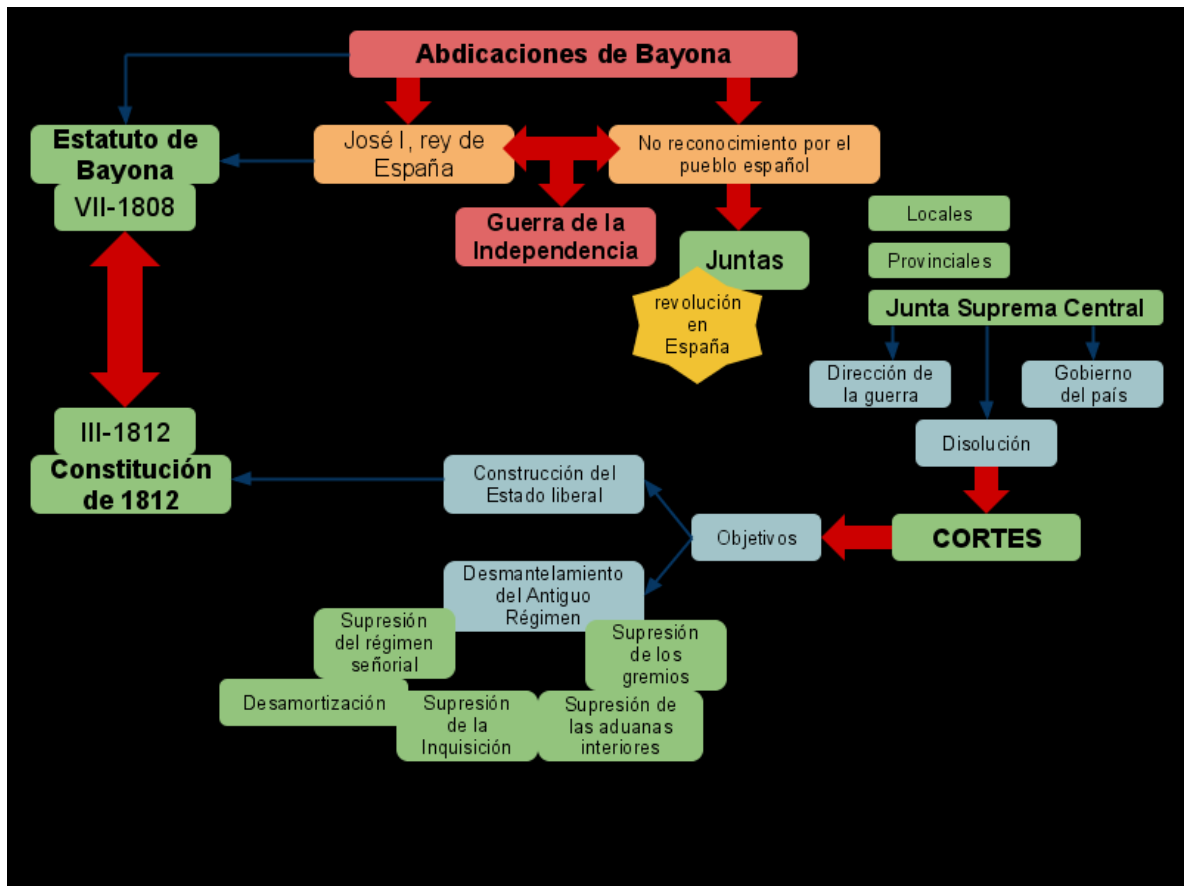 Abdicaciones de Bayona
Estatuto de
Bayona
VII-1808
José I, rey de
España
No reconocimiento por el
pueblo español
Guerra de la
Independencia
Juntas
revolución
en
España
Locales
Provinciales
Junta Suprema Central
Dirección de
la guerra
Gobierno
del país
Disolución
III-1812
Constitución
de 1812
Construcción del
Estado liberal
Objetivos
CORTES
Desmantelamiento
del Antiguo
Régimen
Supresión
del régimen
señorial
Supresión
de los
gremios
Desamortización
Supresión
de la
Inquisición
Supresión de
las aduanas
interiores